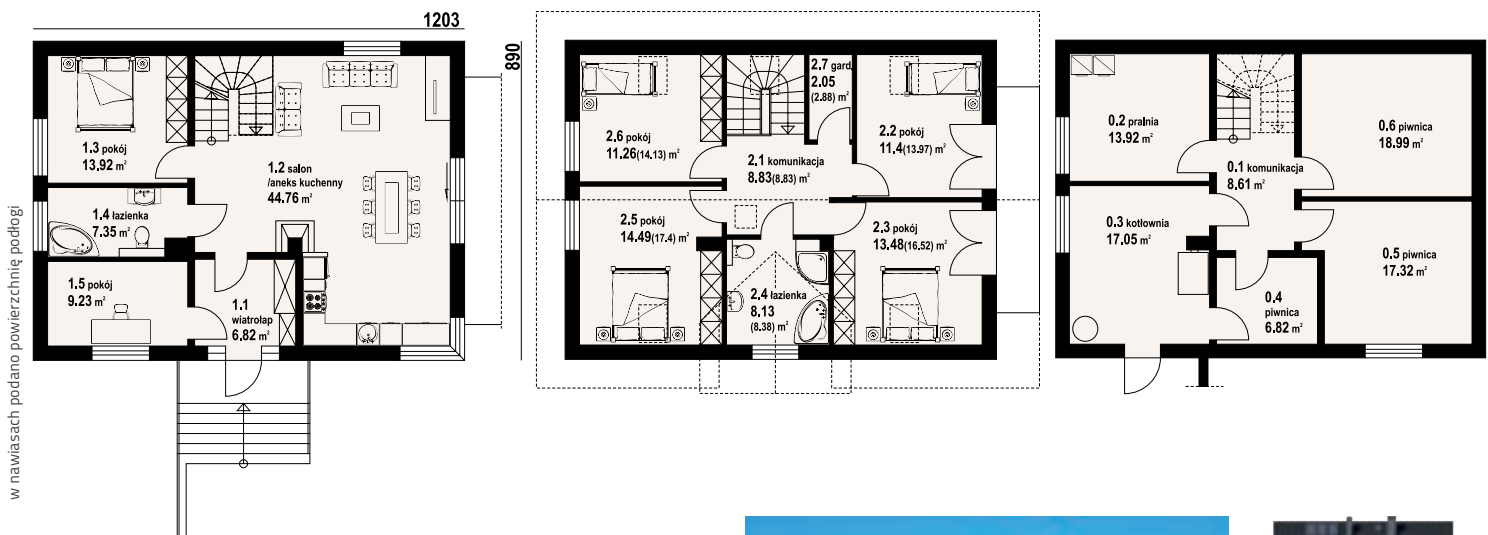 1203
890
1.3 pokój
13.92 m²
1.2 salon
/aneks kuchenny
44.76 m²
1.4 łazienka
7.35 m²
1.5 pokój
9.23 m²
1.1
wiatrołap
6,82 m²
2.7 gard.
2.05
(2.88) m²
2.6 pokój
11.26(14.13) m²
2.2 pokój
11.4(13.97) m²
2.1 komunikacja
8.83(8.83) m²
2.5 pokój
14.49(17.4) m²
2.3 pokój
13.48(16.52) m²
2.4 łazienka
8.13
(8.38) m²
0.2 pralnia
13.92 m²
0.6 piwnica
18.99 m²
0.1 komunikacja
8,61 m²
0.3 kotłownia
17.05 m²
0.5 piwnica
17.32 m²
0.4
piwnica
6.82 m²
w nawiasach podano powierzchnię podłogi